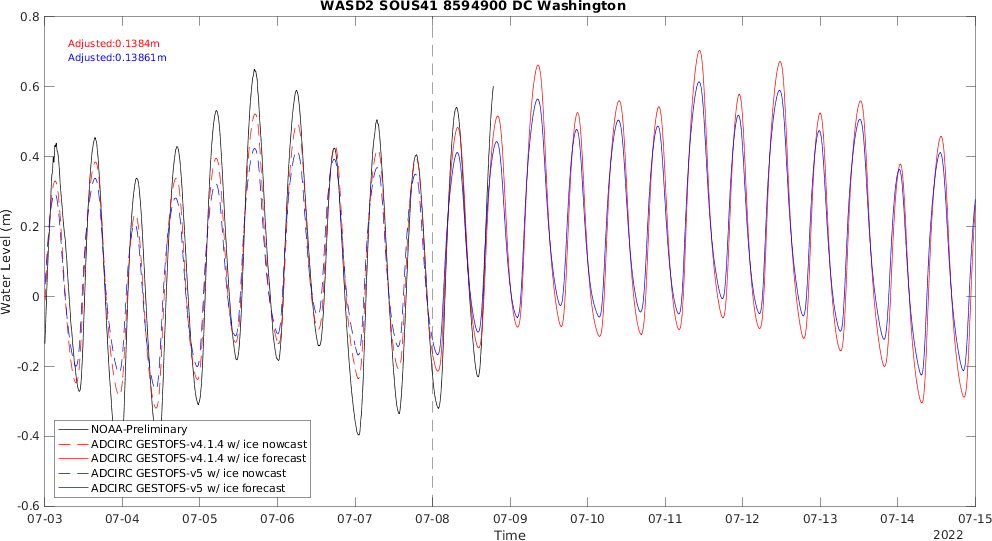 WASD2 SOUS41 8594900 DC Washington
Adjusted:0.1384m
Adjusted:0.13861m
0.8
0.6
0.4
0.2
0
-0.2
-0.4
-0.6
Water Level (m)
NOAA-Preliminary
ADCIRC GESTOFS-v4.1.4 w/ ice nowcast
ADCIRC GESTOFS-v4.1.4 w/ ice forecast
ADCIRC GESTOFS-v5 w/ ice nowcast
ADCIRC GESTOFS-v5 w/ ice forecast
07-03 07-04 07-05 07-06 07-07 07-08 07-09 07-10 07-11 07-12 07-13 07-14 07-15
Time
2022